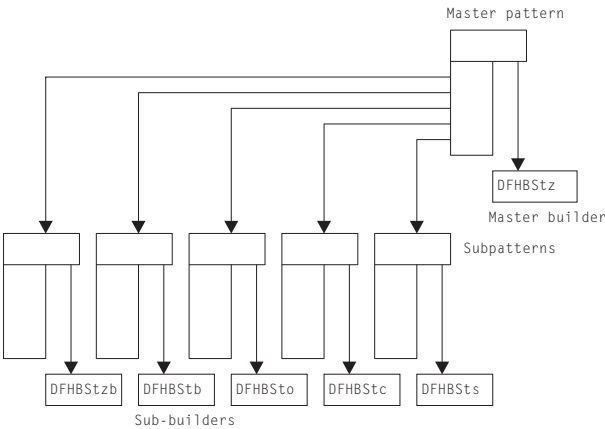 Master pattern
DFHBStz
Master builder
Subpatterns
DFHBStzb
DFHBStb
DFHBSto
DFHBStc
DFHBSts
Sub-builders